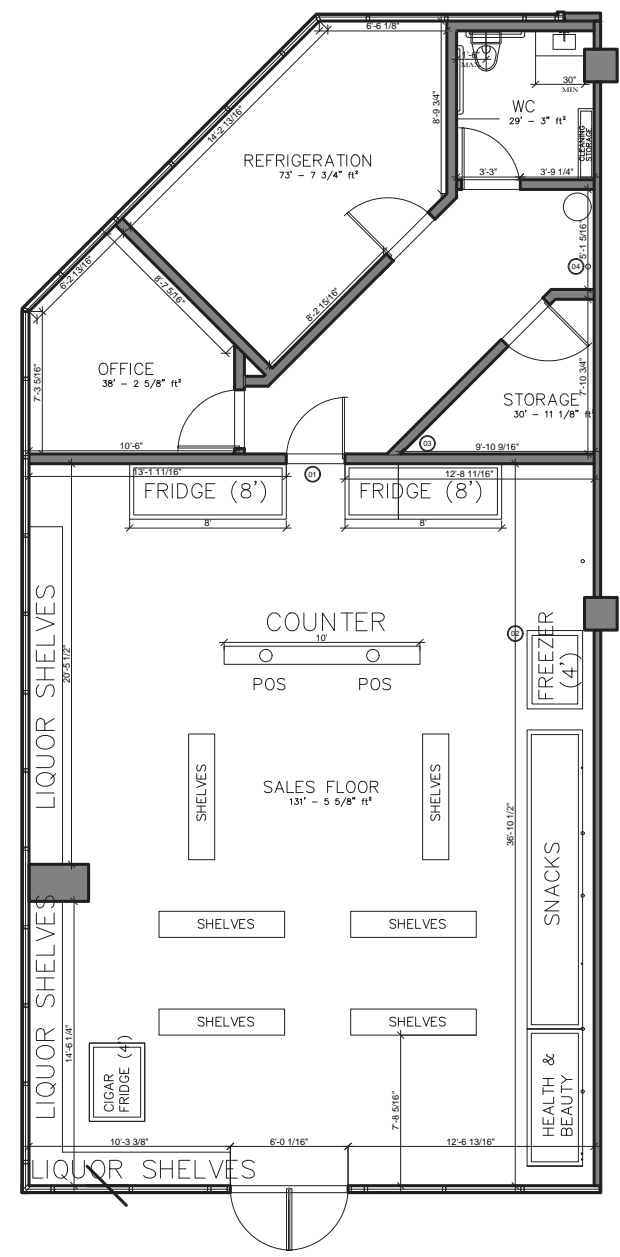 6'-6 1/8"
1'-6"
MAX
30"
MIN
14'-2 13/16"
8'-9 3/4"
WC
29' - 3" ft²
CLEANING
STORAGE
REFRIGERATION
73' - 7 3/4" ft²
3'-3"
3'-9 1/4"
5'-1 5/16"
04
6'-2 13/16"
8'-7 5/16"
8'-2 15/16"
OFFICE
38' - 2 5/8" ft²
7'-3 5/16"
7'-10 3/4"
STORAGE
30' - 11 1/8" ft²
10'-6"
03
9'-10 9/16"
13'-1 11/16"
01
12'-8 11/16"
FRIDGE (8')
FRIDGE (8')
8'
8'
LIQUOR SHELVES
20'-5 1/2"
COUNTER
10'
POS
POS
02
FREEZER
(4')
SHELVES
SHELVES
SALES FLOOR
131' - 5 5/8" ft²
36'-10 1/2"
SNACKS
SHELVES
SHELVES
LIQUOR SHELVES
14'-6 1/4"
SHELVES
SHELVES
CIGAR
FRIDGE (4')
7'-8 5/16"
HEALTH &
BEAUTY
10'-3 3/8"
6'-0 1/16"
12'-6 13/16"
LIQUOR SHELVES